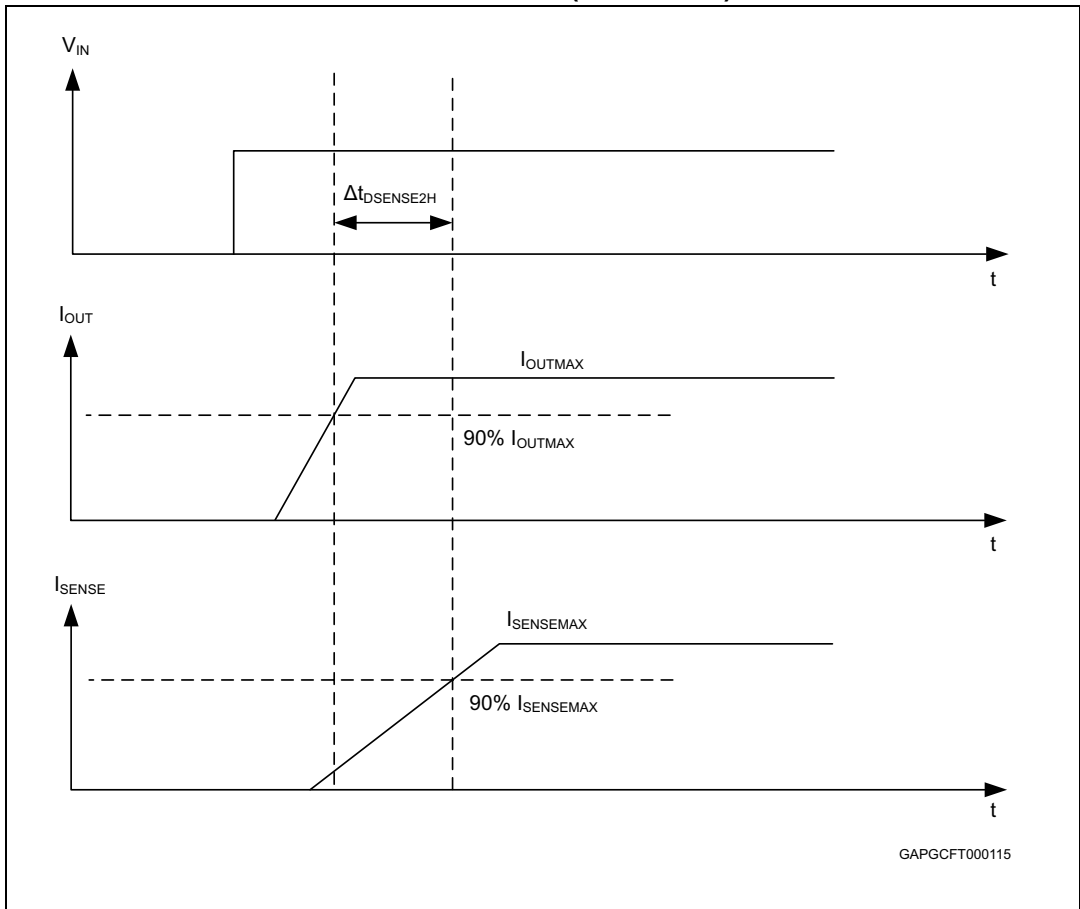 V_IN
Δt_DSENSE2H
t
I_OUT
I_OUTMAX
90% I_OUTMAX
t
I_SENSE
I_SENSEMAX
90% I_SENSEMAX
t
GAPGCFT000115